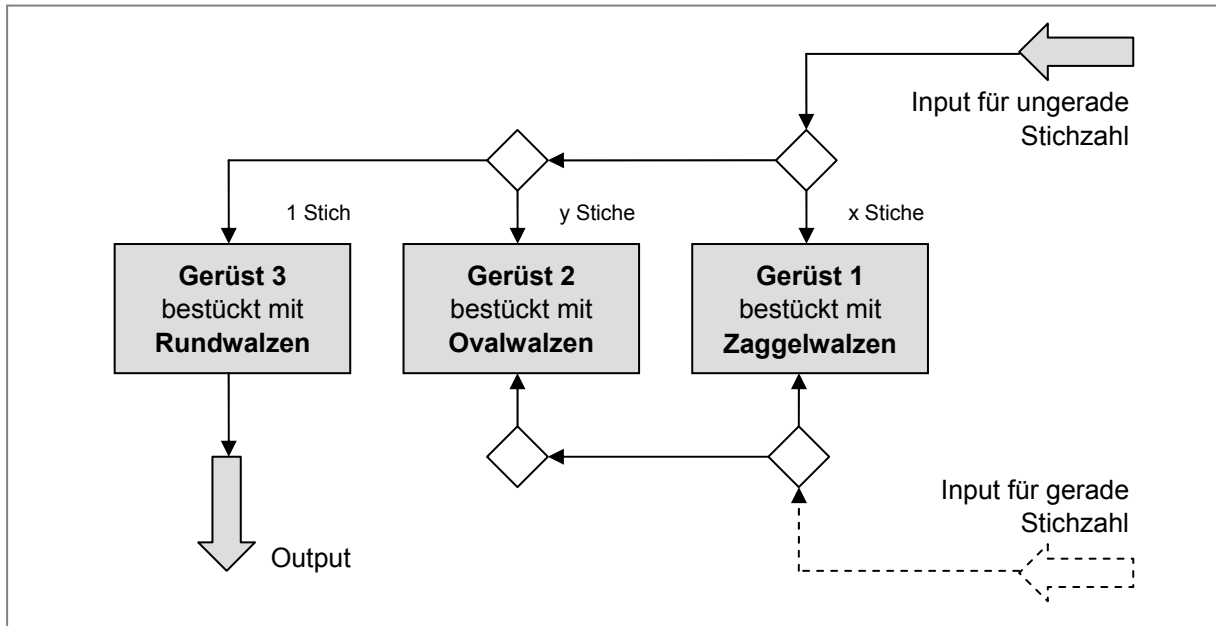 Input für ungerade
Stichzahl
1 Stich
y Stiche
x Stiche
Gerüst 3
bestückt mit
Rundwalzen
Gerüst 2
bestückt mit
Ovalwalzen
Gerüst 1
bestückt mit
Zaggelwalzen
Input für gerade
Stichzahl
Output